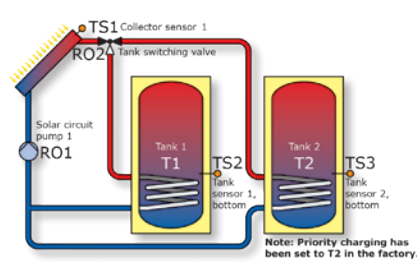 TS1 Collector sensor 1
RO2 Tank switching valve
Solar circuit
pump 1
RO1
Tank 1
T1
TS2
Tank
sensor 1,
bottom
Tank 2
T2
TS3
Tank
sensor 2,
bottom
Note: Priority charging has
been set to T2 in the factory.